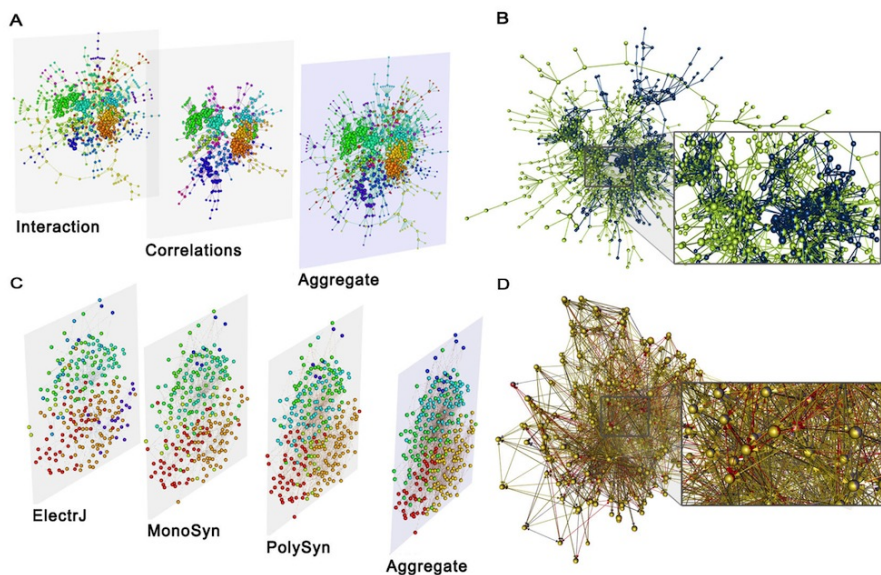 A
B
Interaction
Correlations
Aggregate
C
D
ElectrJ
MonoSyn
PolySyn
Aggregate